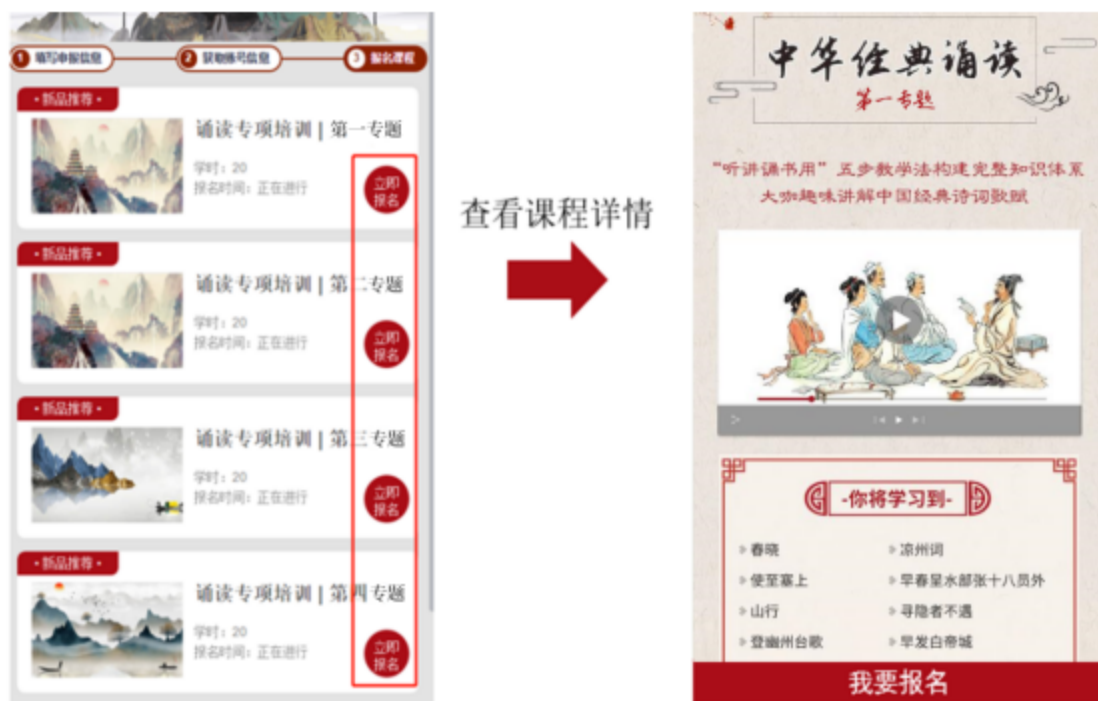 1 填写申报信息
2 获取账号信息
3 报名课程
·新品推荐·
诵读专项培训 | 第一专题
学时：20
报名时间：正在进行
立即
报名
·新品推荐·
诵读专项培训 | 第二专题
学时：20
报名时间：正在进行
立即
报名
·新品推荐·
诵读专项培训 | 第三专题
学时：20
报名时间：正在进行
立即
报名
·新品推荐·
诵读专项培训 | 第四专题
学时：20
报名时间：正在进行
立即
报名
查看课程详情
中华经典诵读
第一专题
“听讲诵书用”五步教学法构建完整知识体系
大咖趣味讲解中国经典诗词歌赋
-你将学习到-
春晓
凉州词
使至塞上
早春呈水部张十八员外
山行
寻隐者不遇
登幽州台歌
早发白帝城
我要报名